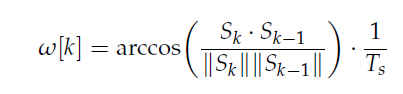 ω[k] = arccos( (S_k · S_{k−1}) / (‖S_k‖ ‖S_{k−1}‖) ) · 1/T_s